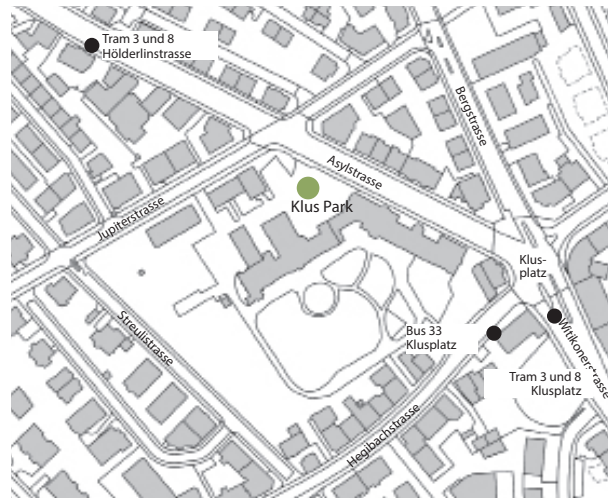 Tram 3 und 8
Hölderlinstrasse
Bergstrasse
Asylstrasse
Klus Park
Jupiterstrasse
Klus-
platz
Streulistrasse
Bus 33
Klusplatz
Witikonerstrasse
Tram 3 und 8
Klusplatz
Hegibachstrasse